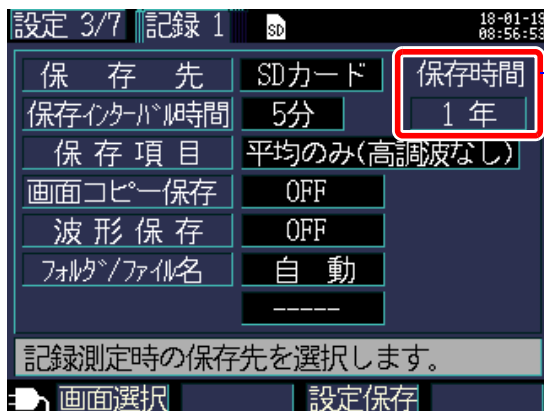 設定 3/7 記録 1 SD 18-01-19
08:56:53
保存先 SDカード 保存時間
保存インターバル時間 5分 1年
保存項目 平均のみ(高調波なし)
画面コピー保存 OFF
波形保存 OFF
フォルダ/ファイル名 自動
-----
記録測定時の保存先を選択します。
画面選択 設定保存